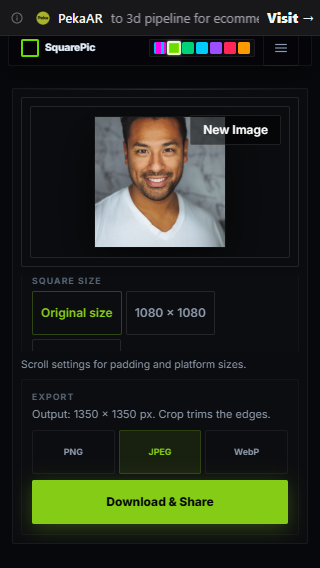 PekaAR to 3d pipeline for ecomme Visit →
SquarePic
New Image
SQUARE SIZE
Original size
1080 × 1080
Scroll settings for padding and platform sizes.
EXPORT
Output: 1350 × 1350 px. Crop trims the edges.
PNG
JPEG
WebP
Download & Share